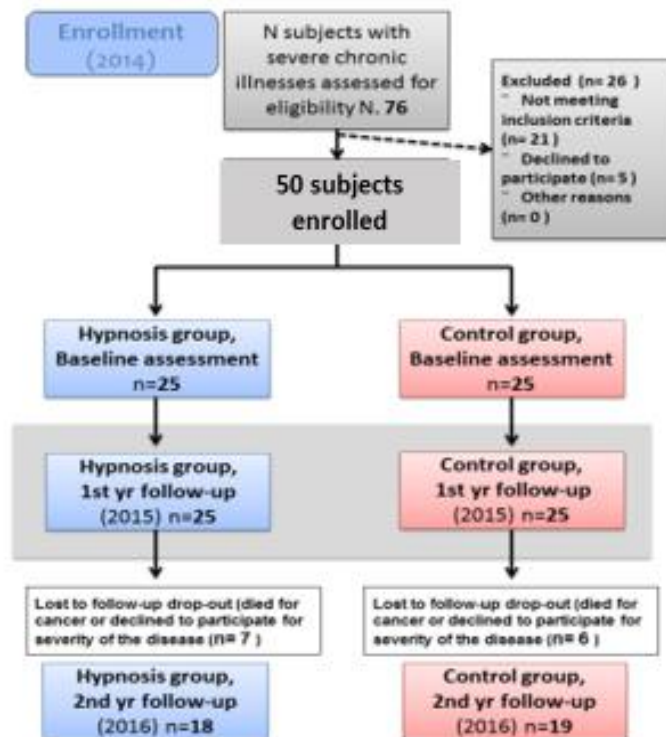 Enrollment
(2014)
N subjects with
severe chronic
illnesses assessed for
eligibility N. 76
Excluded (n= 26 )
¨ Not meeting
inclusion criteria
(n= 21)
¨ Declined to
participate (n= 5)
¨ Other reasons
(n= 0 )
50 subjects
enrolled
Hypnosis group,
Baseline assessment
n=25
Control group,
Baseline assessment
n=25
Hypnosis group,
1st yr follow-up
(2015) n=25
Control group,
1st yr follow-up
(2015) n=25
Lost to follow-up drop-out (died for
cancer or declined to participate for
severity of the disease (n= 7 )
Lost to follow-up drop-out (died for
cancer or declined to participate for
severity of the disease (n= 6 )
Hypnosis group,
2nd yr follow-up
(2016) n=18
Control group,
2nd yr follow-up
(2016) n=19